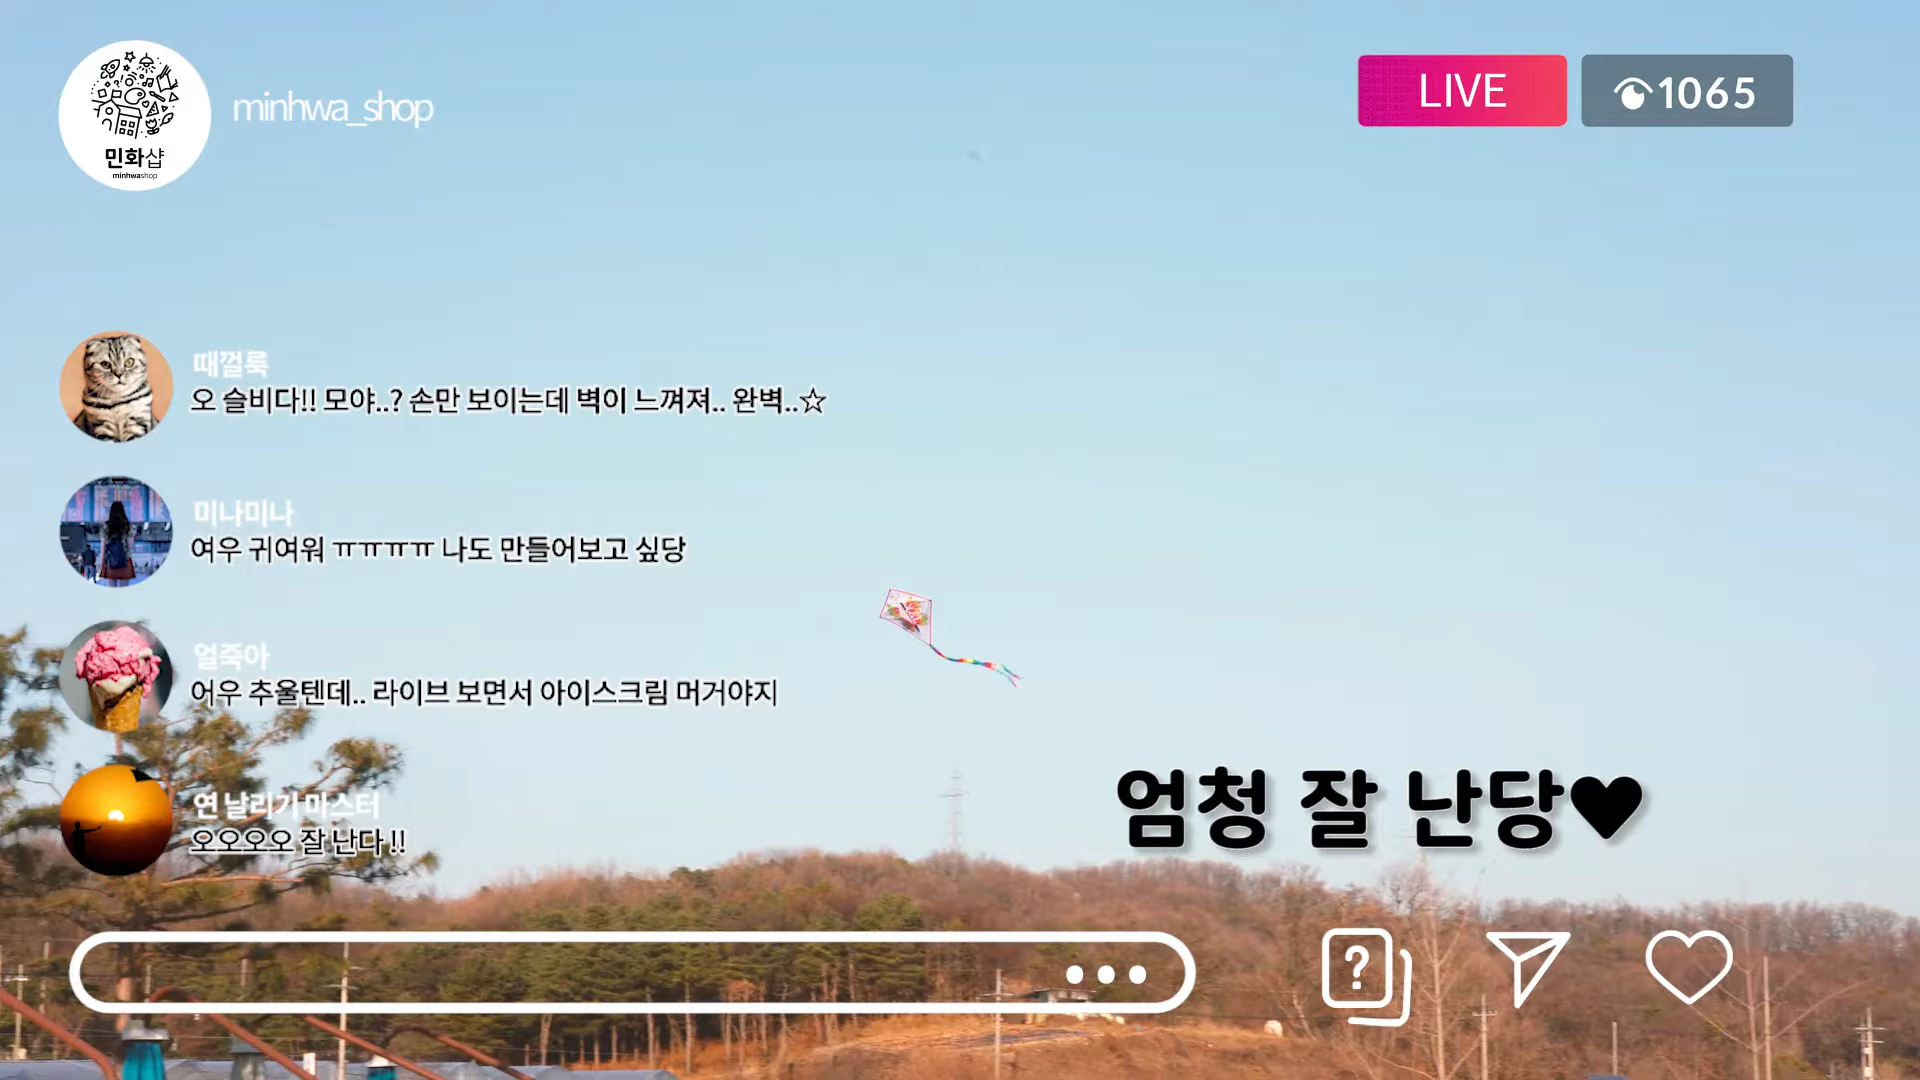 민화샵
minhwashop
minhwa_shop
LIVE
1065
때껄룩
오 슬비다!! 모야..? 손만 보이는데 벽이 느껴져.. 완벽..☆
미나미나
여우 귀여워 ㅠㅠㅠㅠ 나도 만들어보고 싶당
얼죽아
어우 추울텐데.. 라이브 보면서 아이스크림 머거야지
연 날리기 마스터
오오오오 잘 난다 !!
엄청 잘 난당♥
?